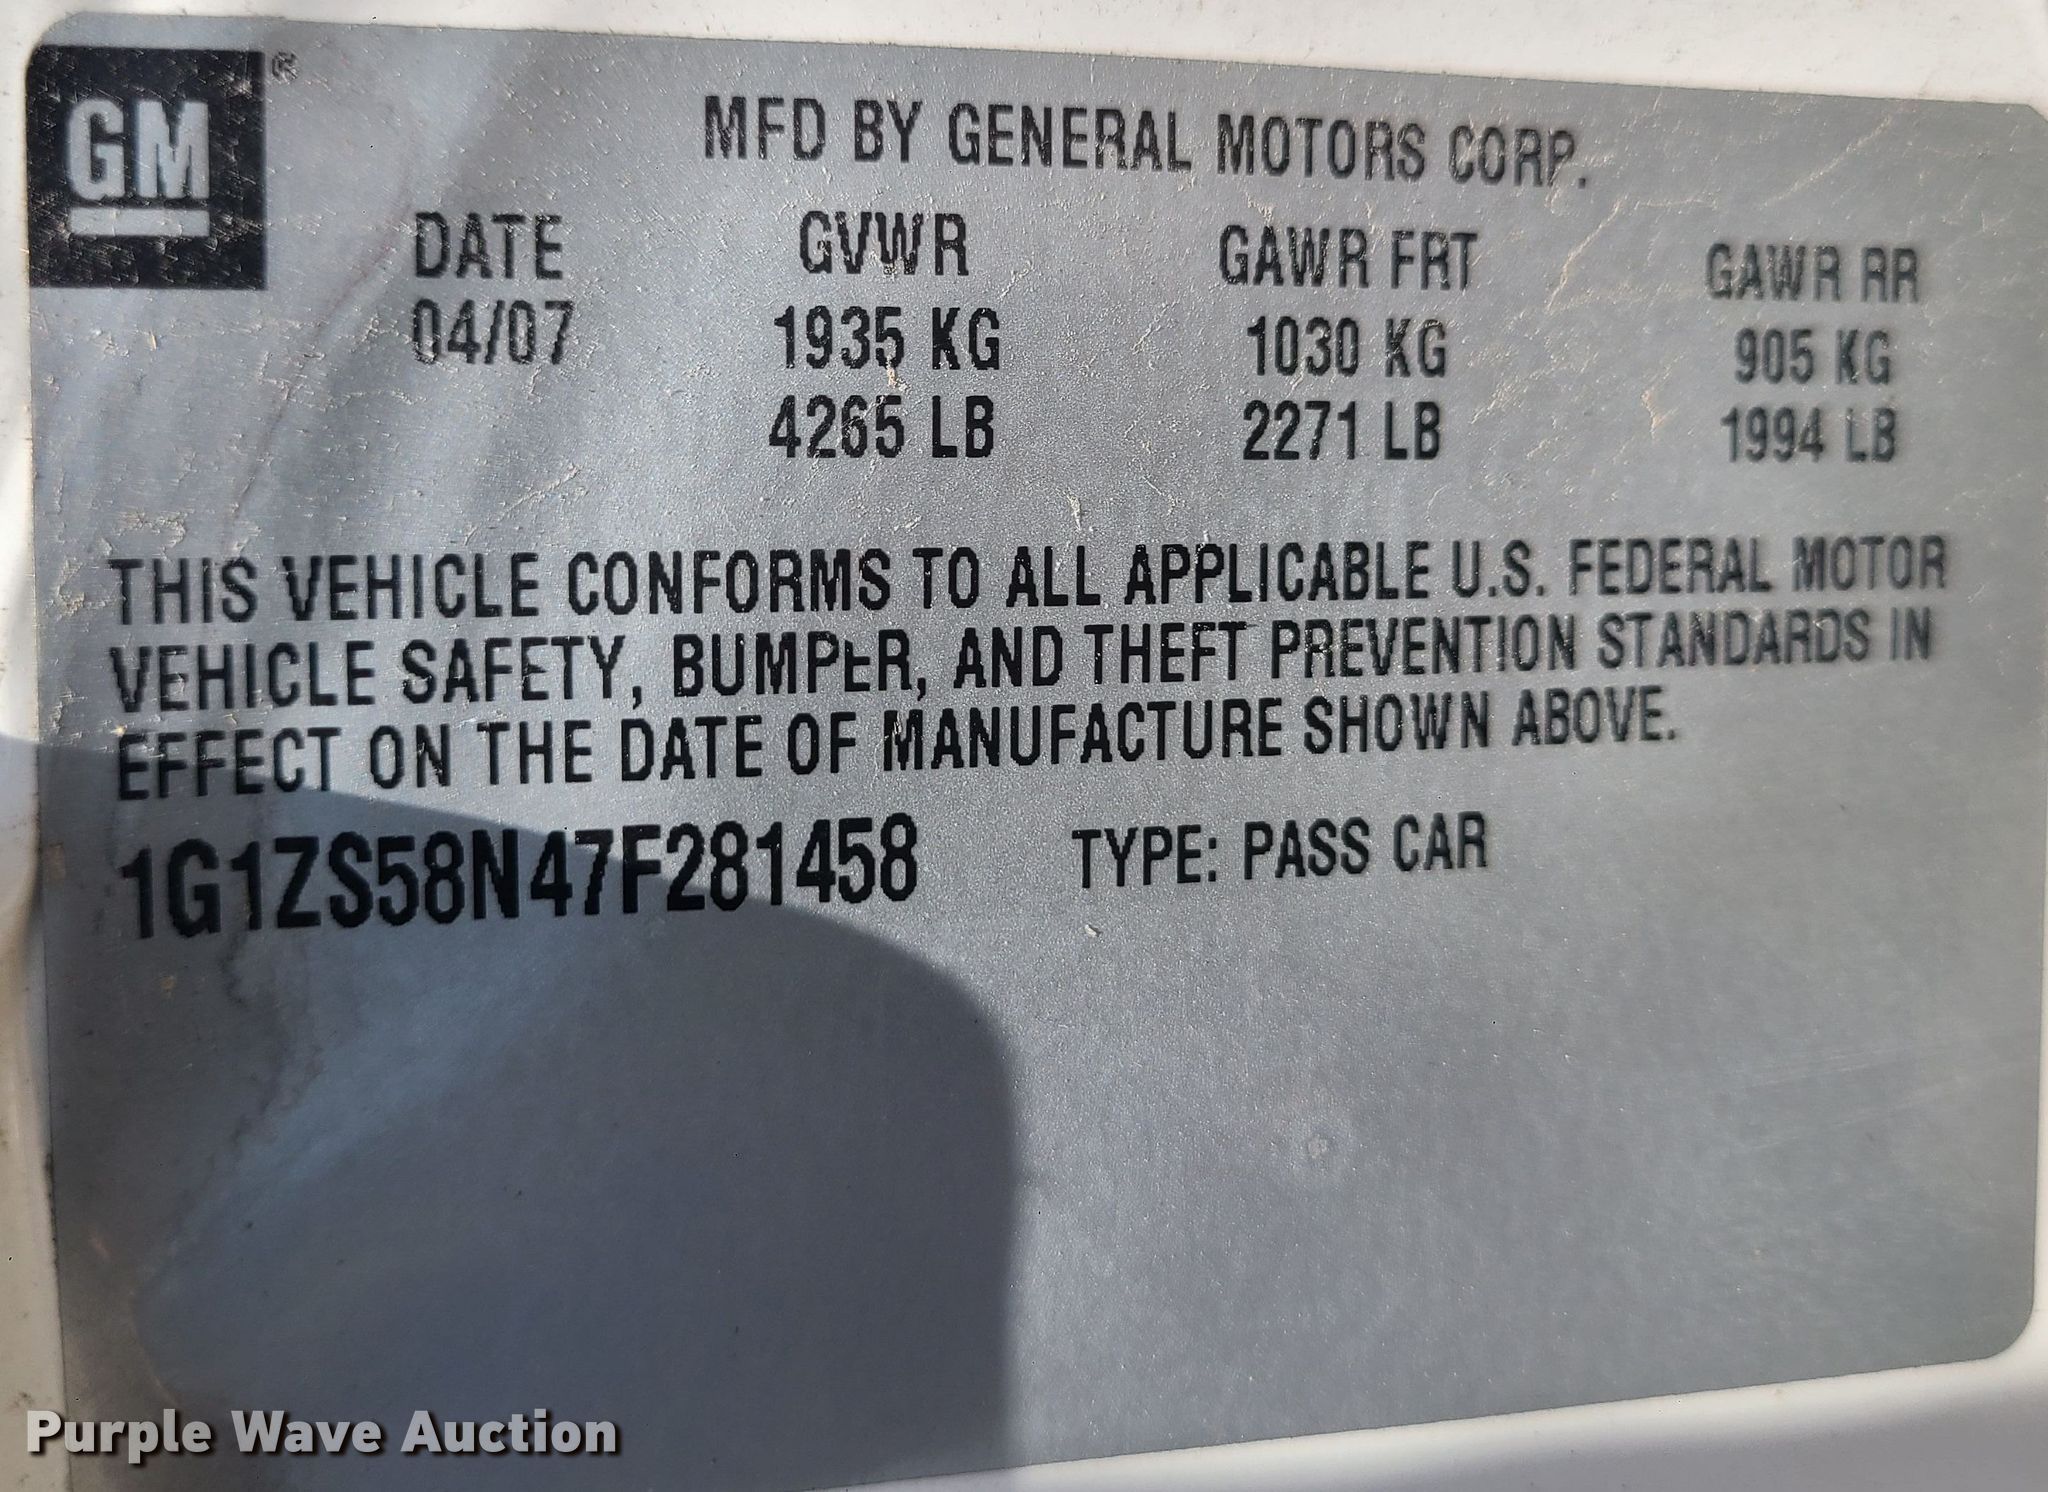 GM ®
MFD BY GENERAL MOTORS CORP.
DATE GVWR GAWR FRT GAWR RR
04/07 1935 KG 1030 KG 905 KG
4265 LB 2271 LB 1994 LB
THIS VEHICLE CONFORMS TO ALL APPLICABLE U.S. FEDERAL MOTOR
VEHICLE SAFETY, BUMPER, AND THEFT PREVENTION STANDARDS IN
EFFECT ON THE DATE OF MANUFACTURE SHOWN ABOVE.
1G1ZS58N47F281458 TYPE: PASS CAR
Purple Wave Auction